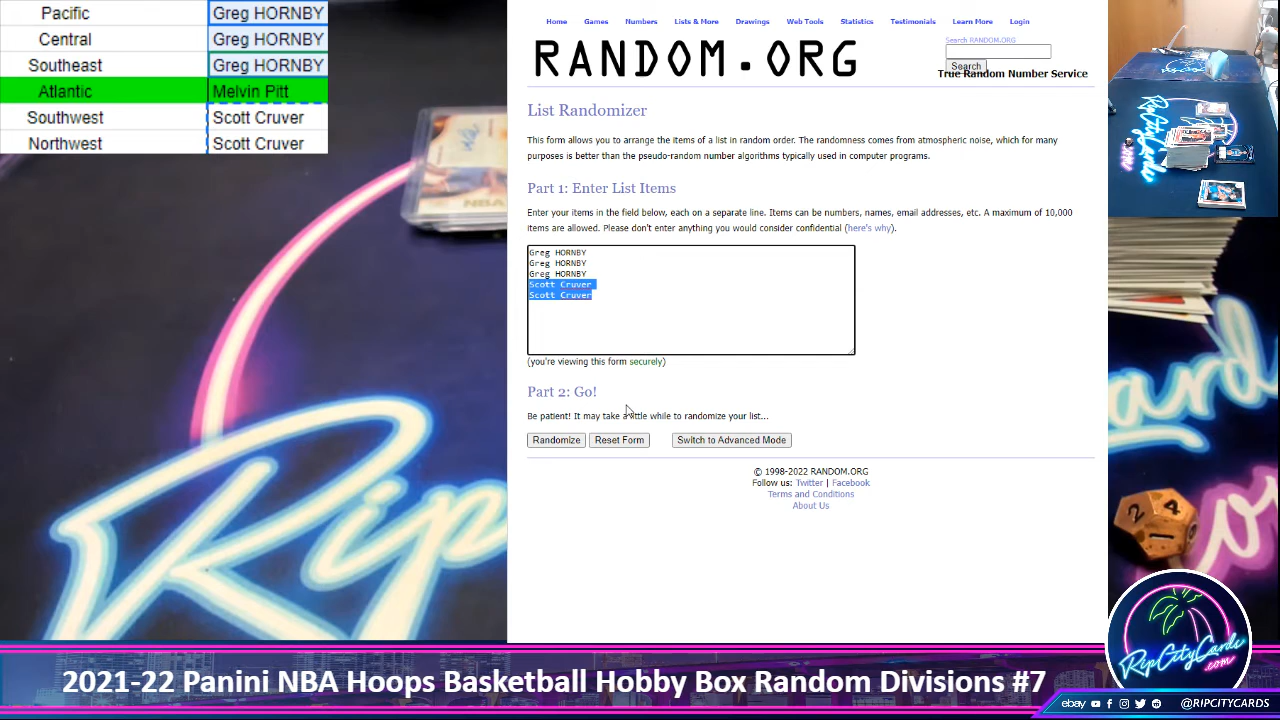 Pacific Greg HORNBY
Central Greg HORNBY
Southeast Greg HORNBY
Atlantic Melvin Pitt
Southwest Scott Cruver
Northwest Scott Cruver
Home Games Numbers Lists & More Drawings Web Tools Statistics Testimonials Learn More Login
Search RANDOM.ORG
RANDOM.ORG
Search
True Random Number Service
List Randomizer
This form allows you to arrange the items of a list in random order. The randomness comes from atmospheric noise, which for many
purposes is better than the pseudo-random number algorithms typically used in computer programs.
Part 1: Enter List Items
Enter your items in the field below, each on a separate line. Items can be numbers, names, email addresses, etc. A maximum of 10,000
items are allowed. Please don't enter anything you would consider confidential (here's why).
Greg HORNBY
Greg HORNBY
Greg HORNBY
Scott Cruver
Scott Cruver
(you're viewing this form securely)
Part 2: Go!
Be patient! It may take a little while to randomize your list...
Randomize Reset Form Switch to Advanced Mode
© 1998-2022 RANDOM.ORG
Follow us: Twitter | Facebook
Terms and Conditions
About Us
Rip
2 4
RipCityCards
.com
2021-22 Panini NBA Hoops Basketball Hobby Box Random Divisions #7
ebay @RIPCITYCARDS